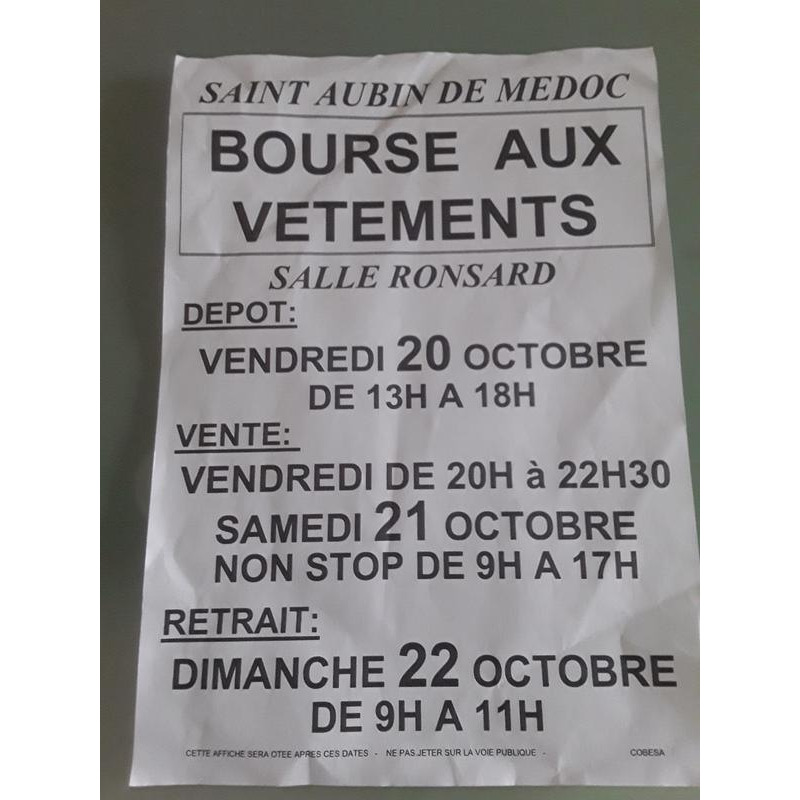 SAINT AUBIN DE MEDOC
BOURSE AUX
VETEMENTS
SALLE RONSARD
DEPOT:
VENDREDI 20 OCTOBRE
DE 13H A 18H
VENTE:
VENDREDI DE 20H à 22H30
SAMEDI 21 OCTOBRE
NON STOP DE 9H A 17H
RETRAIT:
DIMANCHE 22 OCTOBRE
DE 9H A 11H
CETTE AFFICHE SERA OTEE APRES CES DATES - NE PAS JETER SUR LA VOIE PUBLIQUE - COBESA